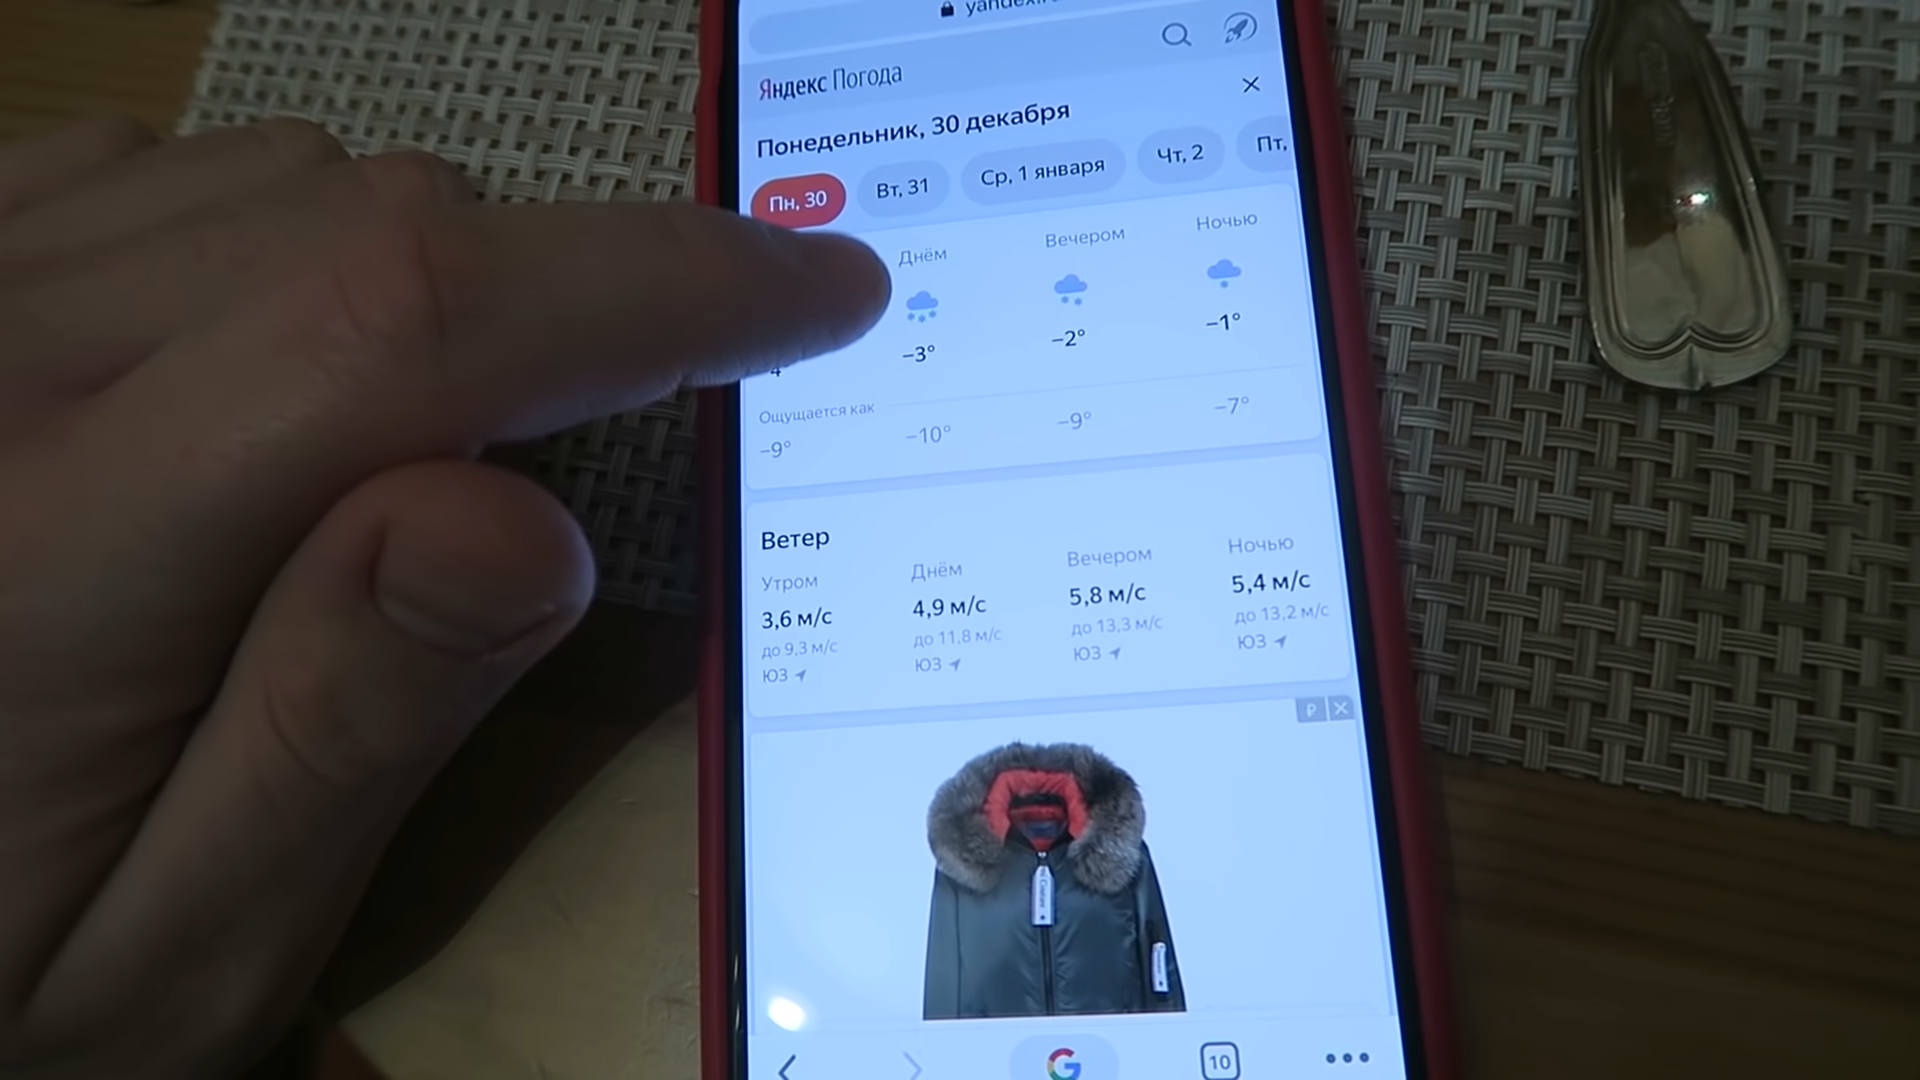 Яндекс Погода
Понедельник, 30 декабря
Пн, 30 Вт, 31 Ср, 1 января Чт, 2 Пт,
Днём Вечером Ночью
−3° −2° −1°
Ощущается как
−9° −10° −9° −7°
Ветер
Утром Днём Вечером Ночью
3,6 м/с 4,9 м/с 5,8 м/с 5,4 м/с
до 9,3 м/с до 11,8 м/с до 13,3 м/с до 13,2 м/с
ЮЗ ЮЗ ЮЗ ЮЗ
₽
10